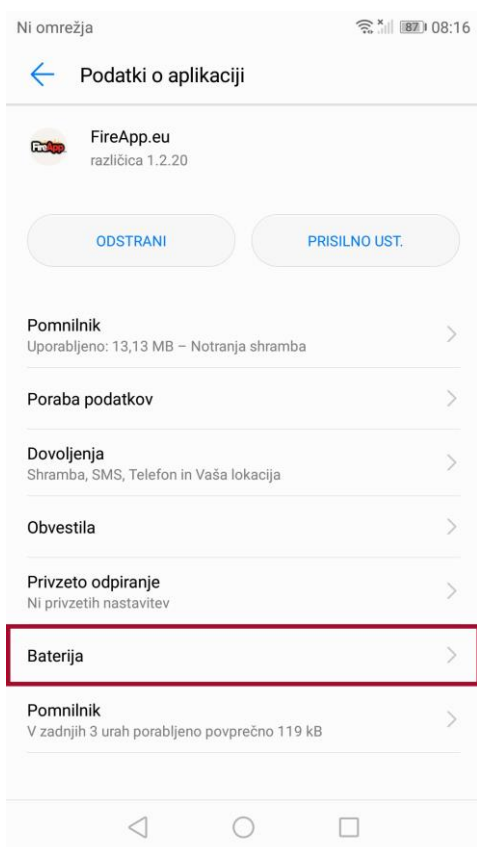 Ni omrežja 87 08:16
Podatki o aplikaciji
FireApp
FireApp.eu
različica 1.2.20
ODSTRANI PRISILNO UST.
Pomnilnik
Uporabljeno: 13,13 MB – Notranja shramba
Poraba podatkov
Dovoljenja
Shramba, SMS, Telefon in Vaša lokacija
Obvestila
Privzeto odpiranje
Ni privzetih nastavitev
Baterija
Pomnilnik
V zadnjih 3 urah porabljeno povprečno 119 kB